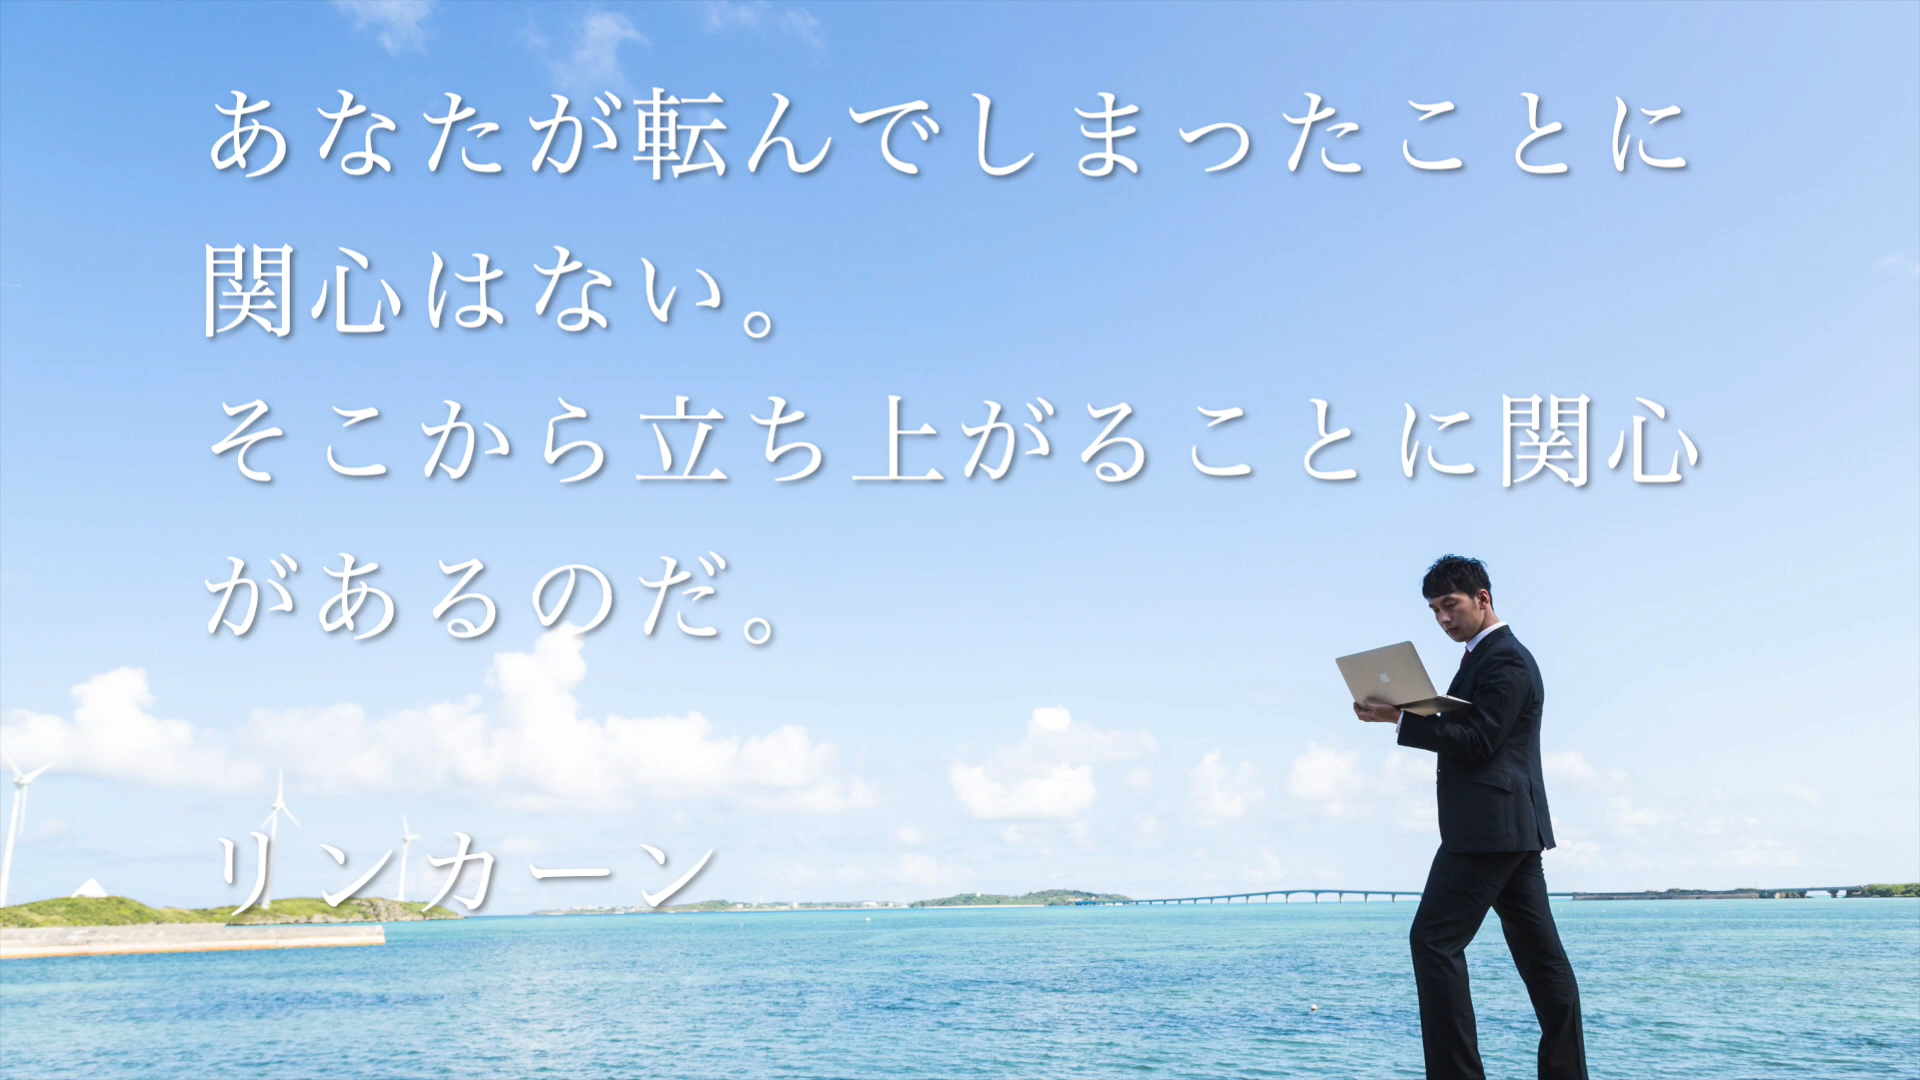 あなたが転んでしまったことに
関心はない。
そこから立ち上がることに関心
があるのだ。
リンカーン